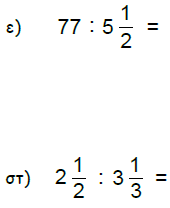 ε) 77 : 5 1/2 =
στ) 2 1/2 : 3 1/3 =